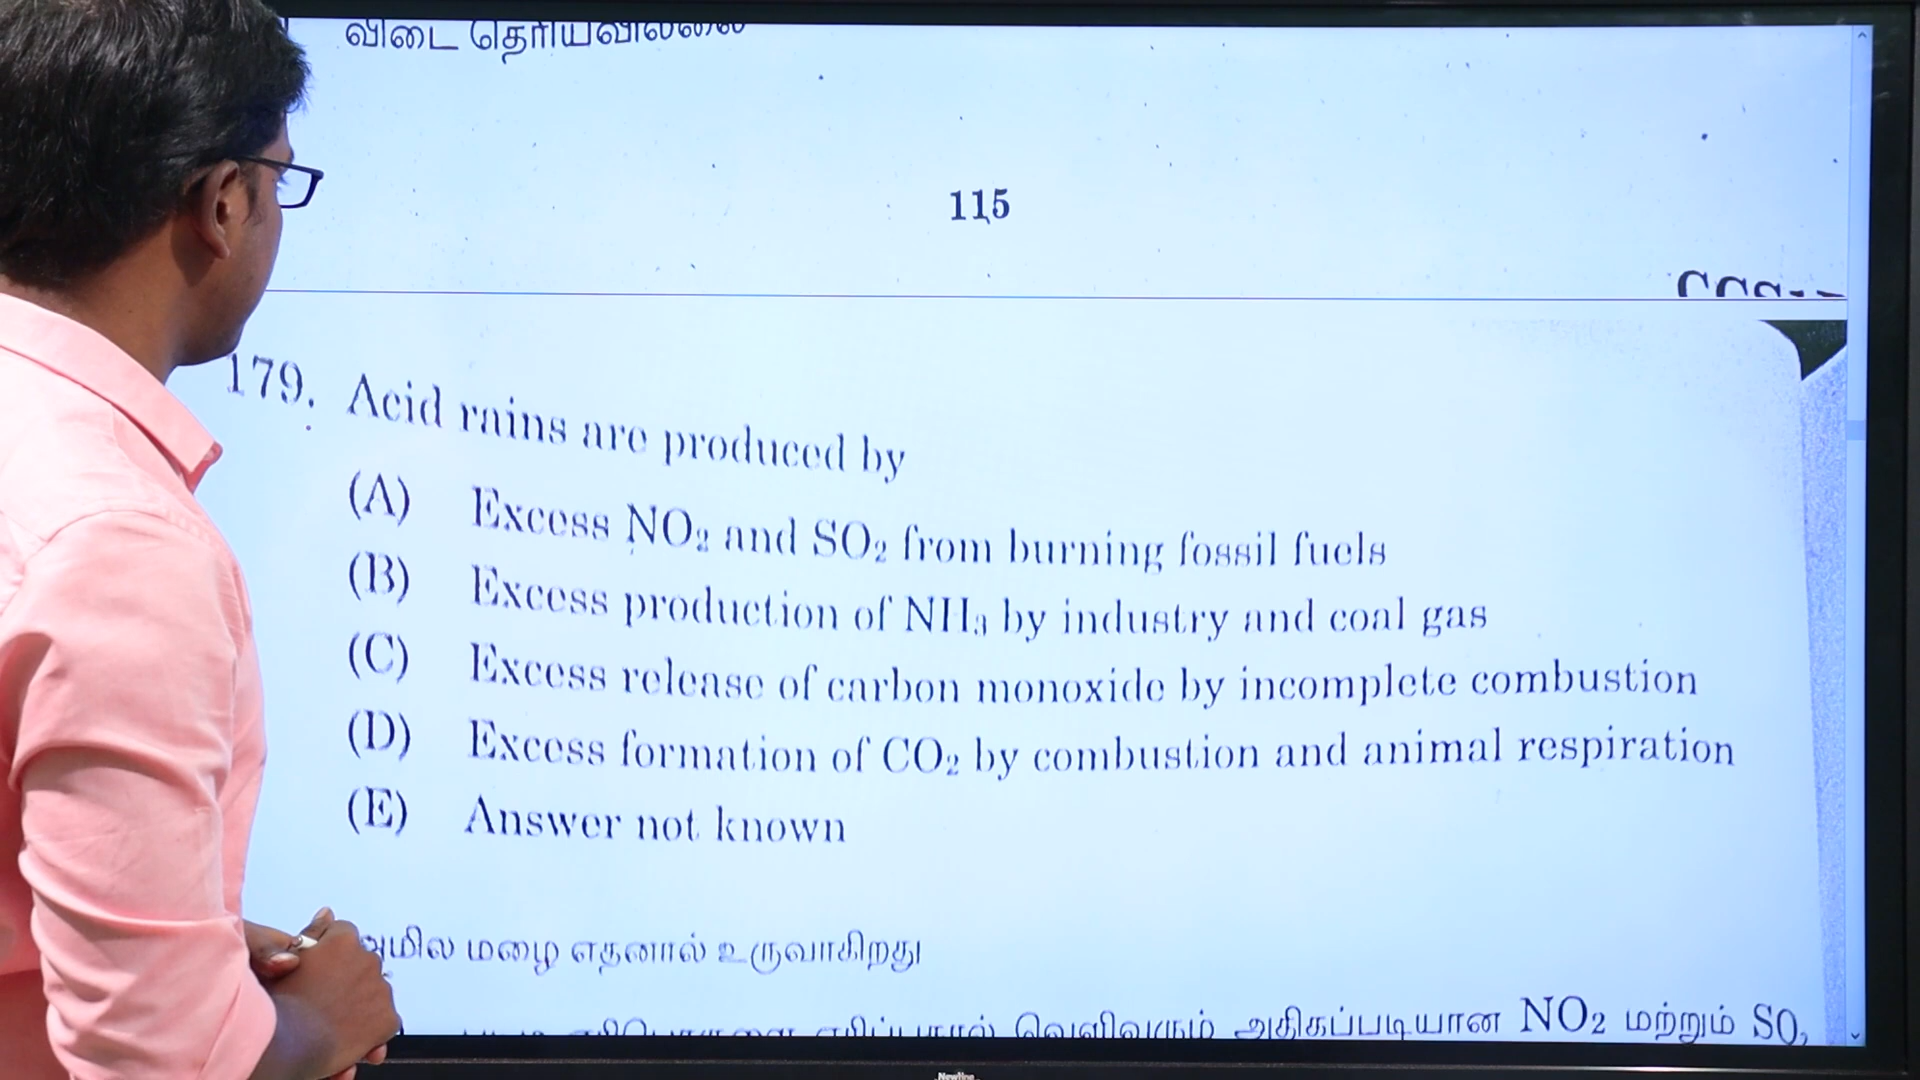 விடை தெரியவில்லை
115
179. Acid rains are produced by
(A) Excess NO₂ and SO₂ from burning fossil fuels
(B) Excess production of NH₃ by industry and coal gas
(C) Excess release of carbon monoxide by incomplete combustion
(D) Excess formation of CO₂ by combustion and animal respiration
(E) Answer not known
அமில மழை எதனால் உருவாகிறது
வெளிவரும் அதிகப்படியான NO₂ மற்றும் SO₂
Newline